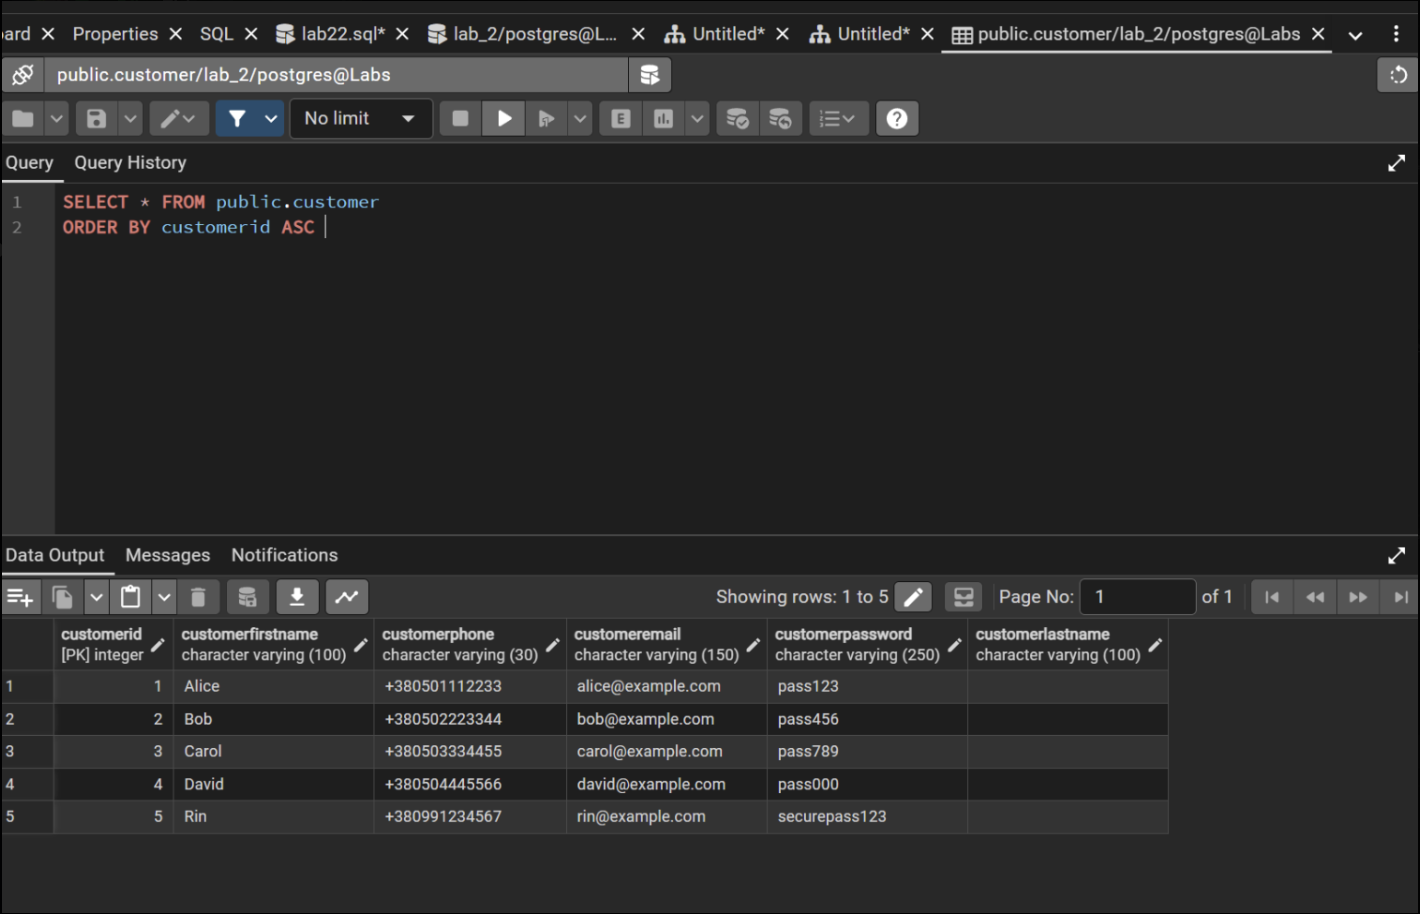 ard Properties SQL lab22.sql* lab_2/postgres@L... Untitled* Untitled* public.customer/lab_2/postgres@Labs
public.customer/lab_2/postgres@Labs
No limit E ?
Query Query History
1 SELECT * FROM public.customer
2 ORDER BY customerid ASC
Data Output Messages Notifications
Showing rows: 1 to 5 Page No: 1 of 1
customerid customerfirstname customerphone customeremail customerpassword customerlastname
[PK] integer character varying (100) character varying (30) character varying (150) character varying (250) character varying (100)
1 1 Alice +380501112233 alice@example.com pass123
2 2 Bob +380502223344 bob@example.com pass456
3 3 Carol +380503334455 carol@example.com pass789
4 4 David +380504445566 david@example.com pass000
5 5 Rin +380991234567 rin@example.com securepass123